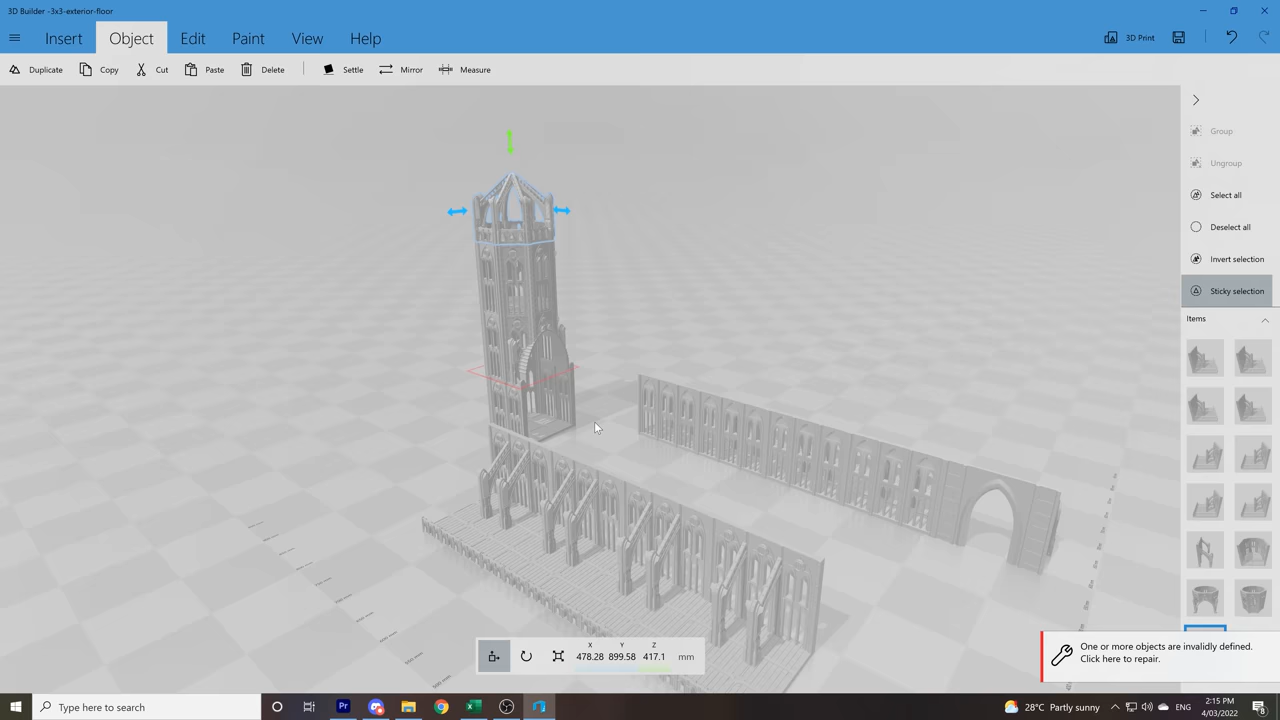 3D Builder -3x3-exterior-floor
Insert
Object
Edit
Paint
View
Help
3D Print
Duplicate
Copy
Cut
Paste
Delete
Settle
Mirror
Measure
Group
Ungroup
Select all
Deselect all
Invert selection
Sticky selection
Items
X Y Z
478.28 899.58 417.1 mm
One or more objects are invalidly defined.
Click here to repair.
Type here to search
Pr
28°C Partly sunny
ENG
2:15 PM
4/03/2022